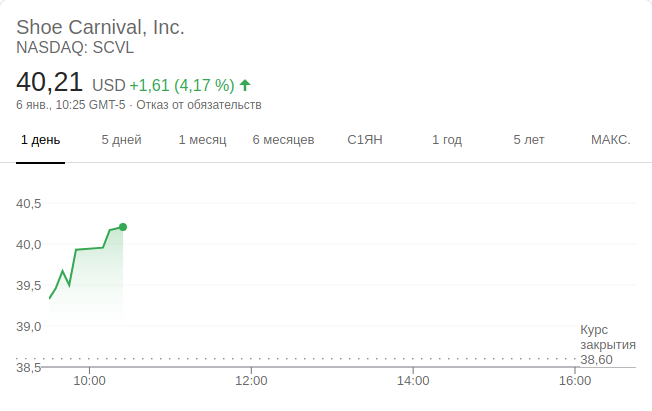 Shoe Carnival, Inc.
NASDAQ: SCVL
40,21 USD +1,61 (4,17 %)
6 янв., 10:25 GMT-5 · Отказ от обязательств
1 день 5 дней 1 месяц 6 месяцев С1ЯН 1 год 5 лет МАКС.
40,5
40,0
39,5
39,0
Курс
закрытия
38,60
38,5
10:00 12:00 14:00 16:00